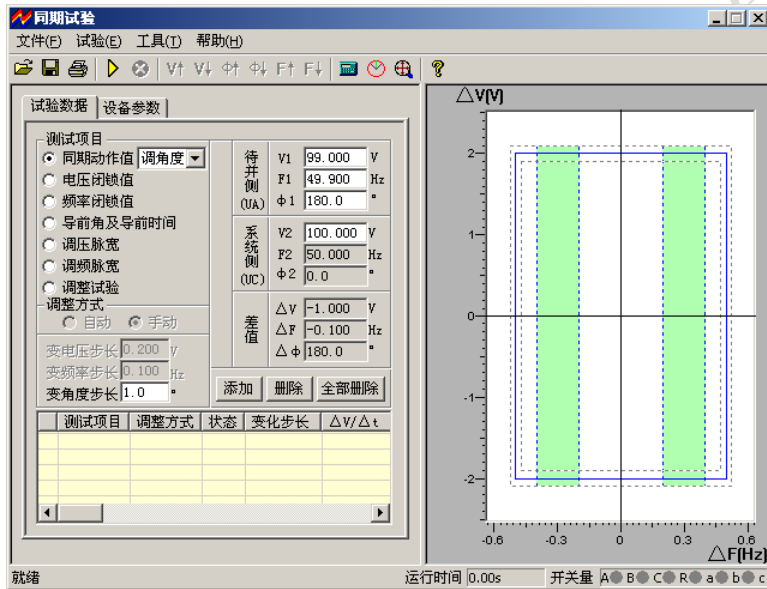 同期试验
文件(F) 试验(E) 工具(T) 帮助(H)
V↑ V↓ Φ↑ Φ↓ F↑ F↓ ?
试验数据 设备参数
测试项目
同期动作值 调角度
电压闭锁值
频率闭锁值
导前角及导前时间
调压脉宽
调频脉宽
调整试验
调整方式
自动 手动
变电压步长 0.200 V
变频率步长 0.100 Hz
变角度步长 1.0 °
待并侧(UA)
V1 99.000 V
F1 49.900 Hz
Φ1 180.0 °
系统侧(UC)
V2 100.000 V
F2 50.000 Hz
Φ2 0.0 °
差值
△V -1.000 V
△F -0.100 Hz
△Φ 180.0 °
添加 删除 全部删除
测试项目 调整方式 状态 变化步长 △V/△t
△V(V)
2
1
0
-1
-2
-0.6 -0.3 0 0.3 0.6
△F(Hz)
就绪 运行时间 0.00s 开关量 A B C R a b c